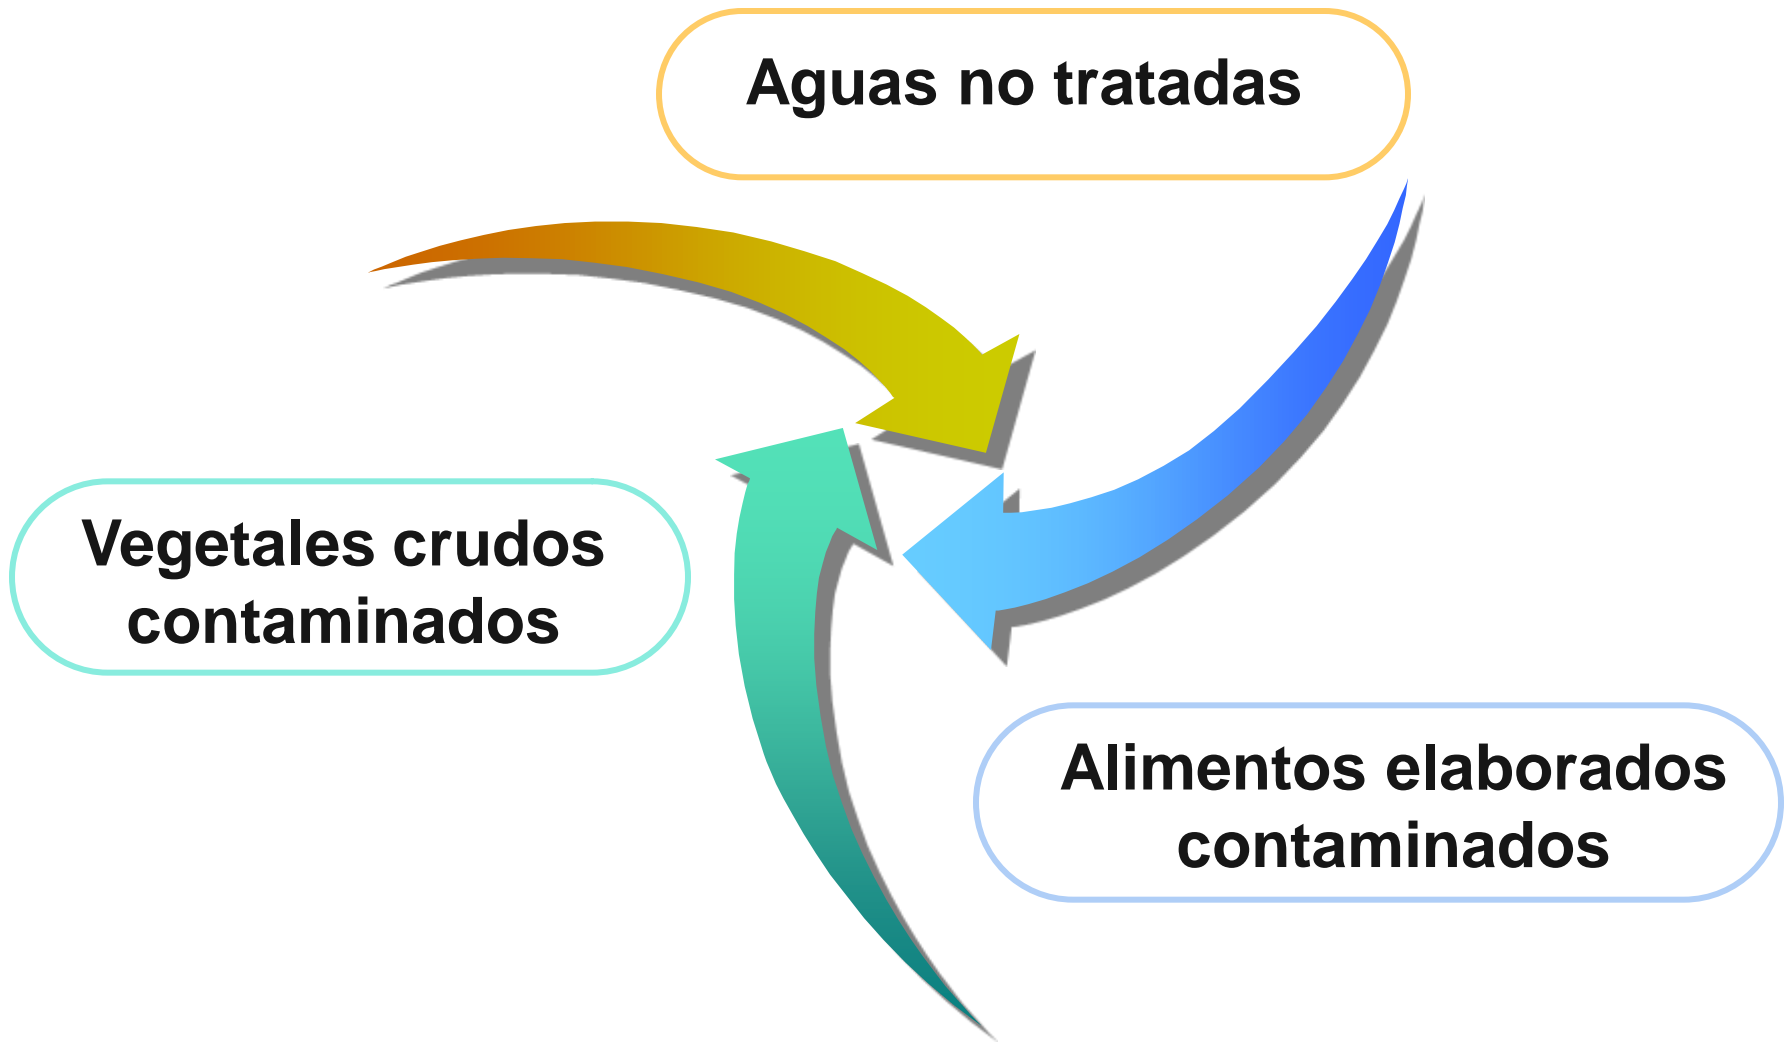 Aguas no tratadas
Vegetales crudos
contaminados
Alimentos elaborados
contaminados